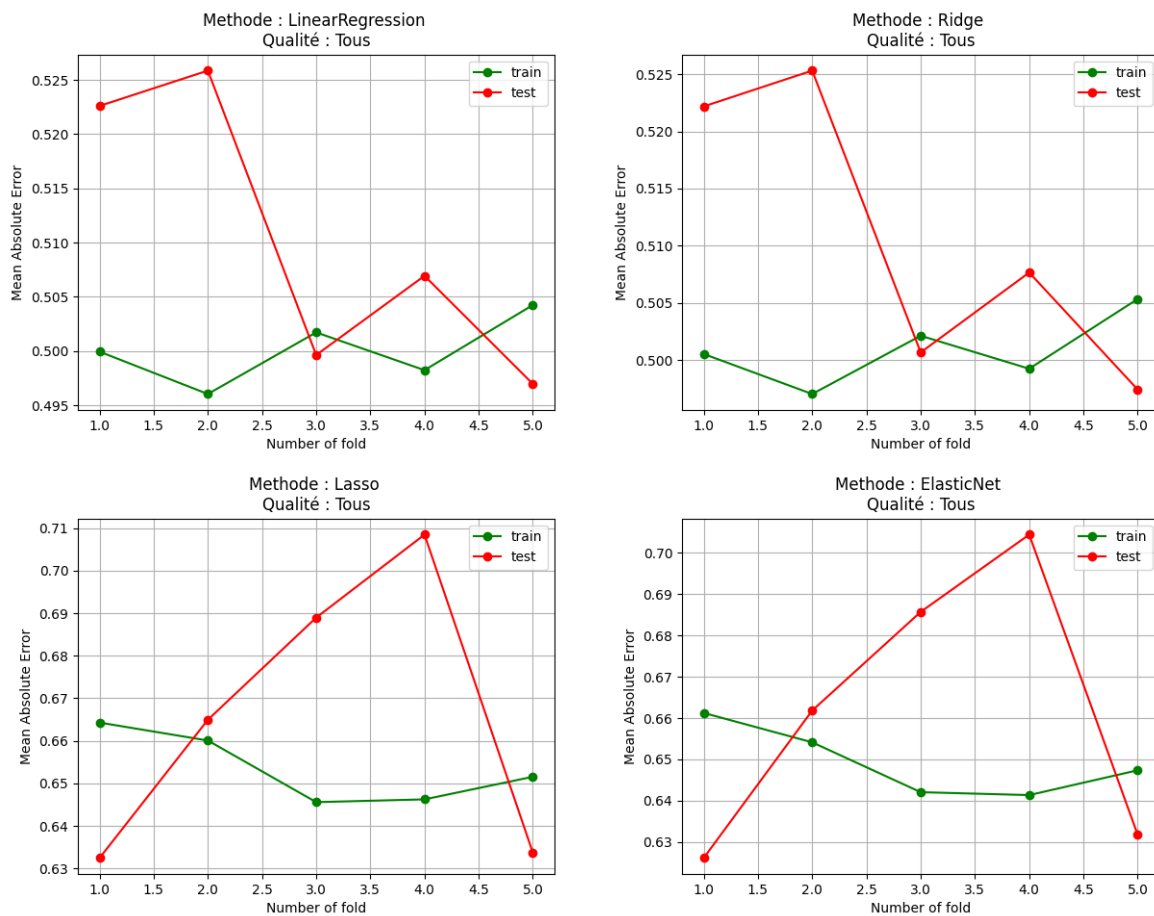 Methode : LinearRegression
Qualité : Tous
train
test
0.525
0.520
0.515
0.510
0.505
0.500
0.495
Mean Absolute Error
1.0 1.5 2.0 2.5 3.0 3.5 4.0 4.5 5.0
Number of fold
Methode : Ridge
Qualité : Tous
train
test
0.525
0.520
0.515
0.510
0.505
0.500
Mean Absolute Error
1.0 1.5 2.0 2.5 3.0 3.5 4.0 4.5 5.0
Number of fold
Methode : Lasso
Qualité : Tous
train
test
0.71
0.70
0.69
0.68
0.67
0.66
0.65
0.64
0.63
Mean Absolute Error
1.0 1.5 2.0 2.5 3.0 3.5 4.0 4.5 5.0
Number of fold
Methode : ElasticNet
Qualité : Tous
train
test
0.70
0.69
0.68
0.67
0.66
0.65
0.64
0.63
Mean Absolute Error
1.0 1.5 2.0 2.5 3.0 3.5 4.0 4.5 5.0
Number of fold